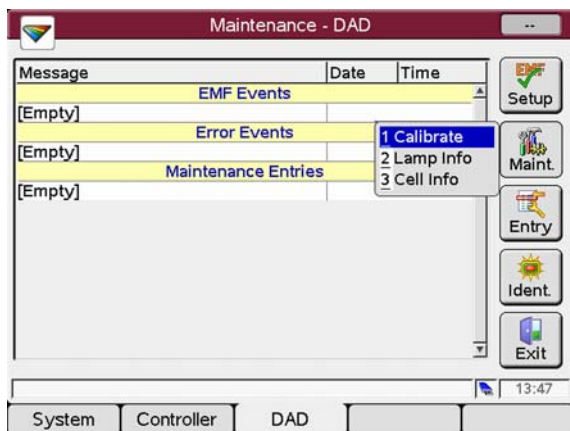 Maintenance - DAD
--
Message Date Time
EMF Events
[Empty]
Error Events
[Empty]
Maintenance Entries
[Empty]
1 Calibrate
2 Lamp Info
3 Cell Info
EMF
Setup
Maint.
Entry
Ident.
Exit
13:47
System Controller DAD